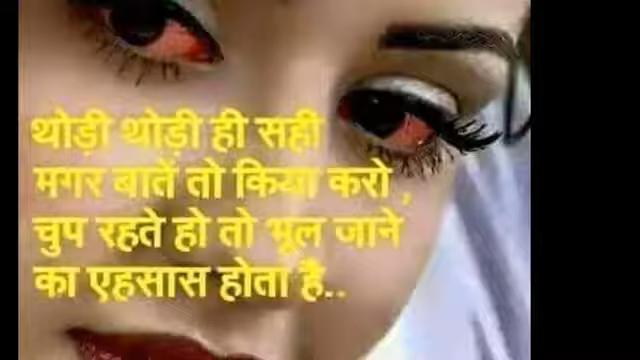 थोड़ी थोड़ी ही सही
मगर बातें तो किया करो ,
चुप रहते हो तो भूल जाने
का एहसास होता है..